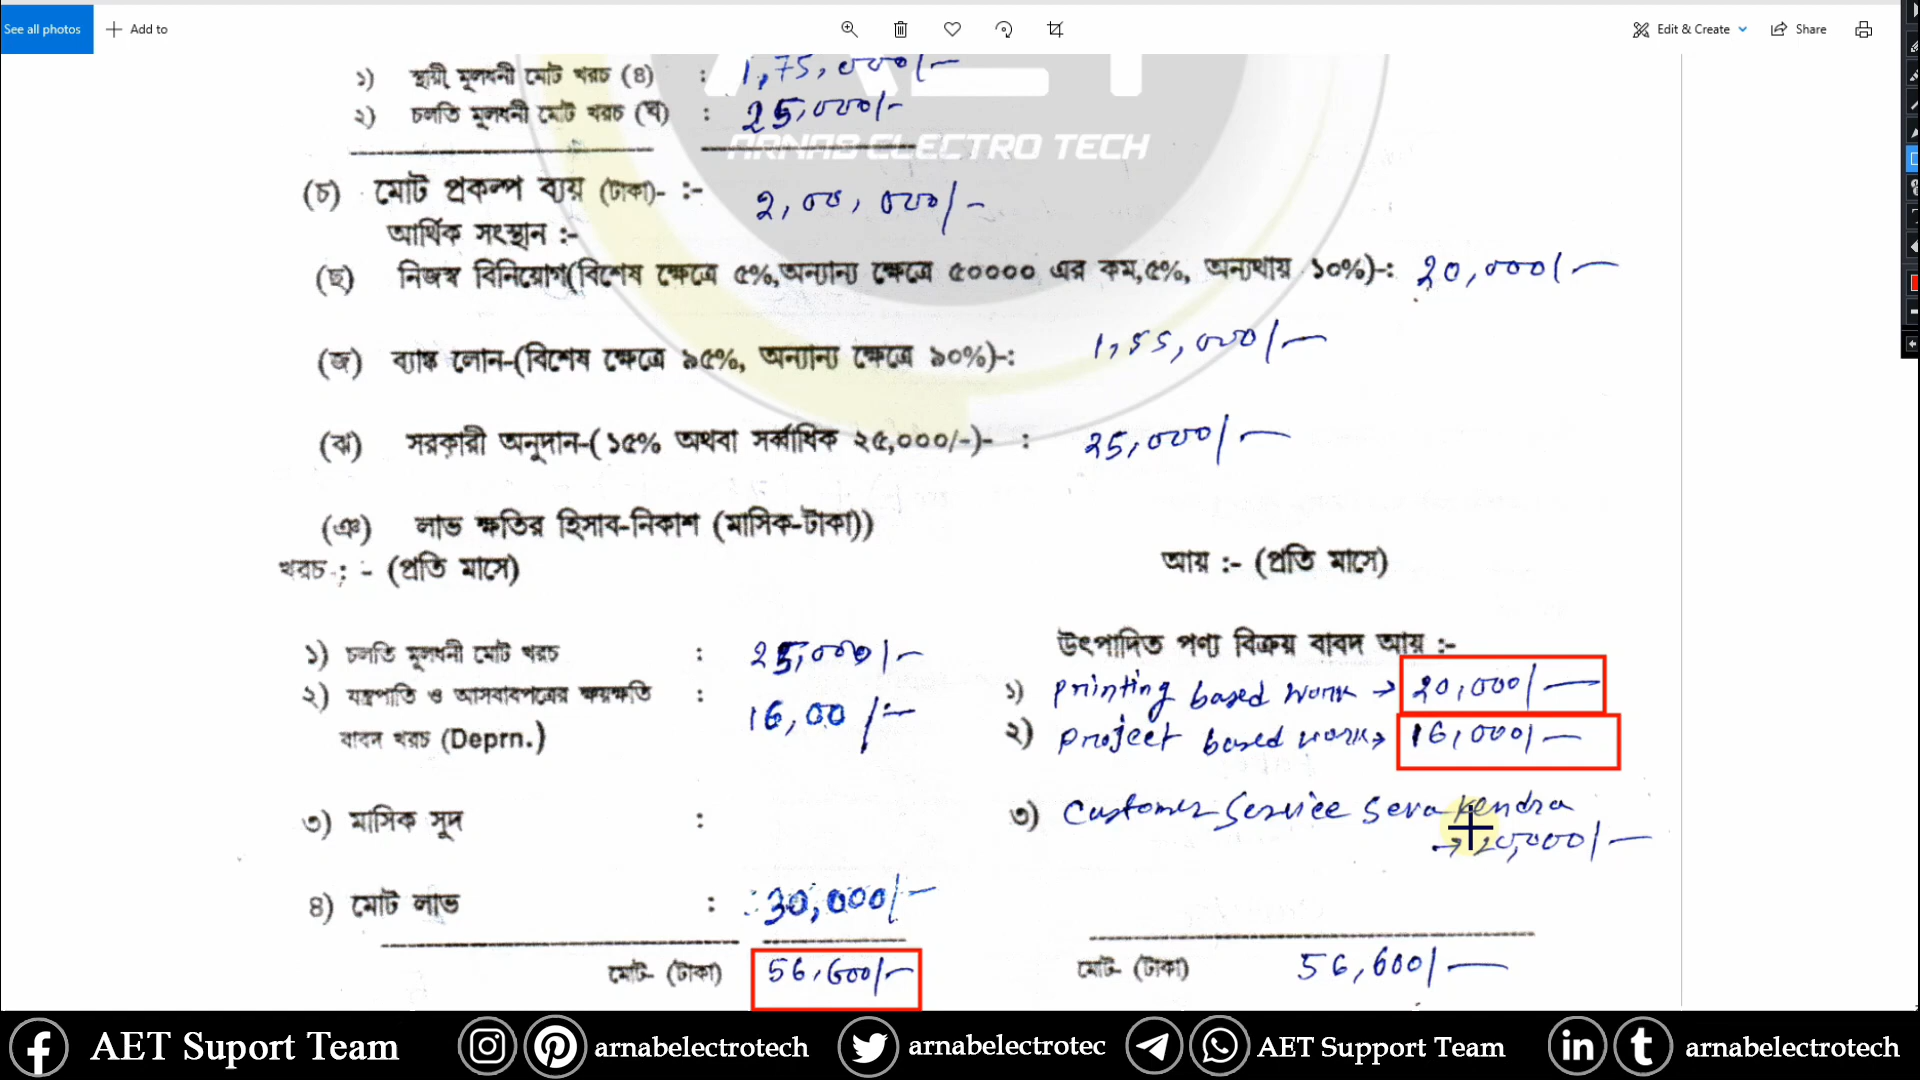 See all photos
Add to
Edit & Create
Share
১) স্থায়ী মূলধনী মোট খরচ (৪) : 1,75,000/-
২) চলতি মূলধনী মোট খরচ (ঘ) : 25,000/-
ARNAB ELECTRO TECH
(চ) মোট প্রকল্প ব্যয় (টাকা)- :- 2,00,000/-
আর্থিক সংস্থান :-
(ছ) নিজস্ব বিনিয়োগ(বিশেষ ক্ষেত্রে ৫%,অন্যান্য ক্ষেত্রে ৫০০০০ এর কম,৫%, অন্যথায় ১০%)-: 20,000/-
(জ) ব্যাঙ্ক লোন-(বিশেষ ক্ষেত্রে ৯৫%, অন্যান্য ক্ষেত্রে ৯০%)-: 1,55,000/-
(ঝ) সরকারী অনুদান-(১৫% অথবা সর্ব্বাধিক ২৫,০০০/-)- : 25,000/-
(ঞ) লাভ ক্ষতির হিসাব-নিকাশ (মাসিক-টাকা))
খরচ : - (প্রতি মাসে)
আয় :- (প্রতি মাসে)
১) চলতি মূলধনী মোট খরচ : 25,000/-
২) যন্ত্রপাতি ও আসবাবপত্রের ক্ষয়ক্ষতি : 16,00/-
বাবদ খরচ (Deprn.)
৩) মাসিক সুদ :
৪) মোট লাভ : 30,000/-
মোট- (টাকা) 56,600/-
উৎপাদিত পণ্য বিক্রয় বাবদ আয় :-
১) Printing based work → 20,000/-
২) Project based work → 16,000/-
৩) Customer Service Seva Kendra
→ 20,000/-
মোট- (টাকা) 56,600/-
AET Suport Team
arnabelectrotech
arnabelectrotec
AET Support Team
arnabelectrotech